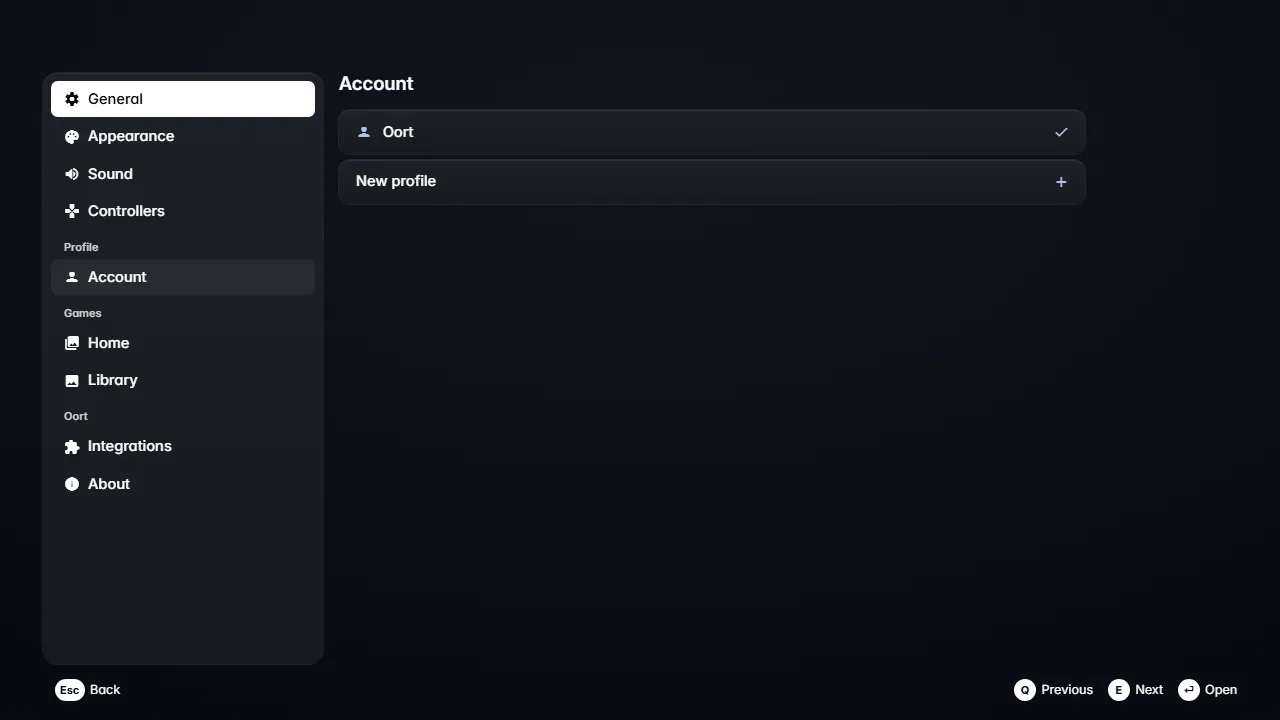 General
Appearance
Sound
Controllers
Profile
Account
Games
Home
Library
Oort
Integrations
About
Account
Oort
New profile
Esc Back
Q Previous E Next Open